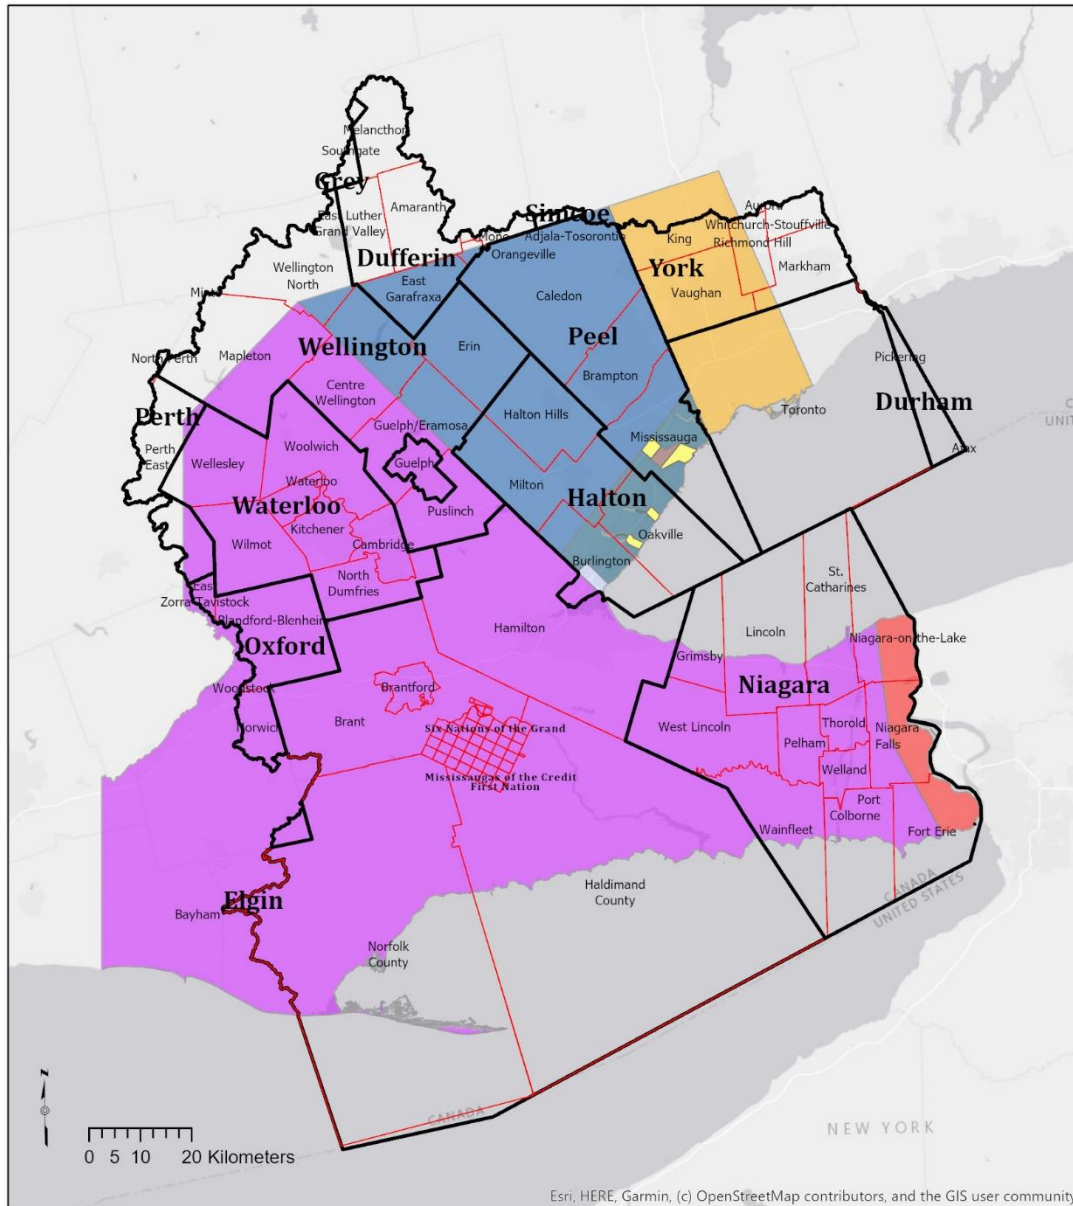 Melancthon
Southgate
Grey
East Luther
Grand Valley
Amaranth
Mono
Simcoe
Adjala-Tosorontio
Orangeville
Dufferin
King
Aurora
Whitchurch-Stouffville
Richmond Hill
Markham
York
Vaughan
Wellington
North
Minto
East
Garafraxa
Caledon
Peel
Wellington
Erin
Brampton
North Perth
Mapleton
Centre
Wellington
Pickering
Durham
Toronto
Perth
Perth
East
Guelph/Eramosa
Halton Hills
Mississauga
Ajax
Woolwich
Wellesley
Guelph
Waterloo
Waterloo
Milton
Halton
Puslinch
Kitchener
Wilmot
Cambridge
Oakville
Burlington
North
Dumfries
St.
Catharines
East
Zorra-Tavistock
Blandford-Blenheim
Oxford
Hamilton
Lincoln
Niagara-on-the-Lake
Grimsby
Niagara
Woodstock
Brantford
Norwich
Brant
Six Nations of the Grand
West Lincoln
Thorold
Pelham
Niagara
Falls
Welland
Mississaugas of the Credit
First Nation
Port
Colborne
Wainfleet
Fort Erie
Haldimand
County
CANADA
UNITED STATES
Elgin
Bayham
Norfolk
County
CANADA
NEW YORK
N
0 5 10 20 Kilometers
Esri, HERE, Garmin, (c) OpenStreetMap contributors, and the GIS user community